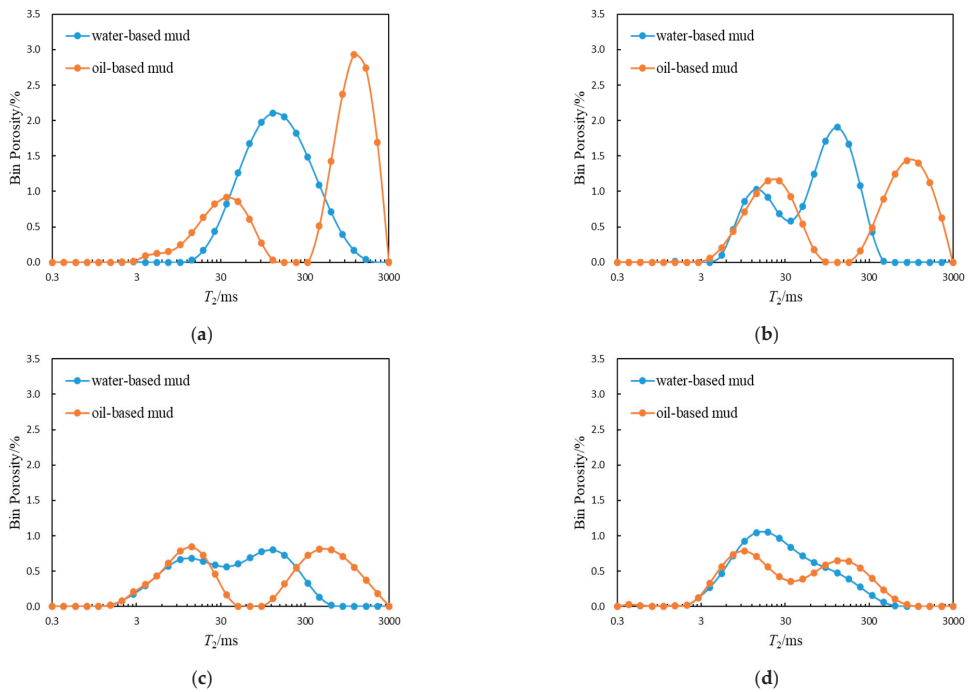 3.5
3.0
2.5
2.0
1.5
1.0
0.5
0.0
Bin Porosity/%
water-based mud
oil-based mud
0.3 3 30 300 3000
T2/ms
(a)
3.5
3.0
2.5
2.0
1.5
1.0
0.5
0.0
Bin Porosity/%
water-based mud
oil-based mud
0.3 3 30 300 3000
T2/ms
(b)
3.5
3.0
2.5
2.0
1.5
1.0
0.5
0.0
Bin Porosity/%
water-based mud
oil-based mud
0.3 3 30 300 3000
T2/ms
(c)
3.5
3.0
2.5
2.0
1.5
1.0
0.5
0.0
Bin Porosity/%
water-based mud
oil-based mud
0.3 3 30 300 3000
T2/ms
(d)